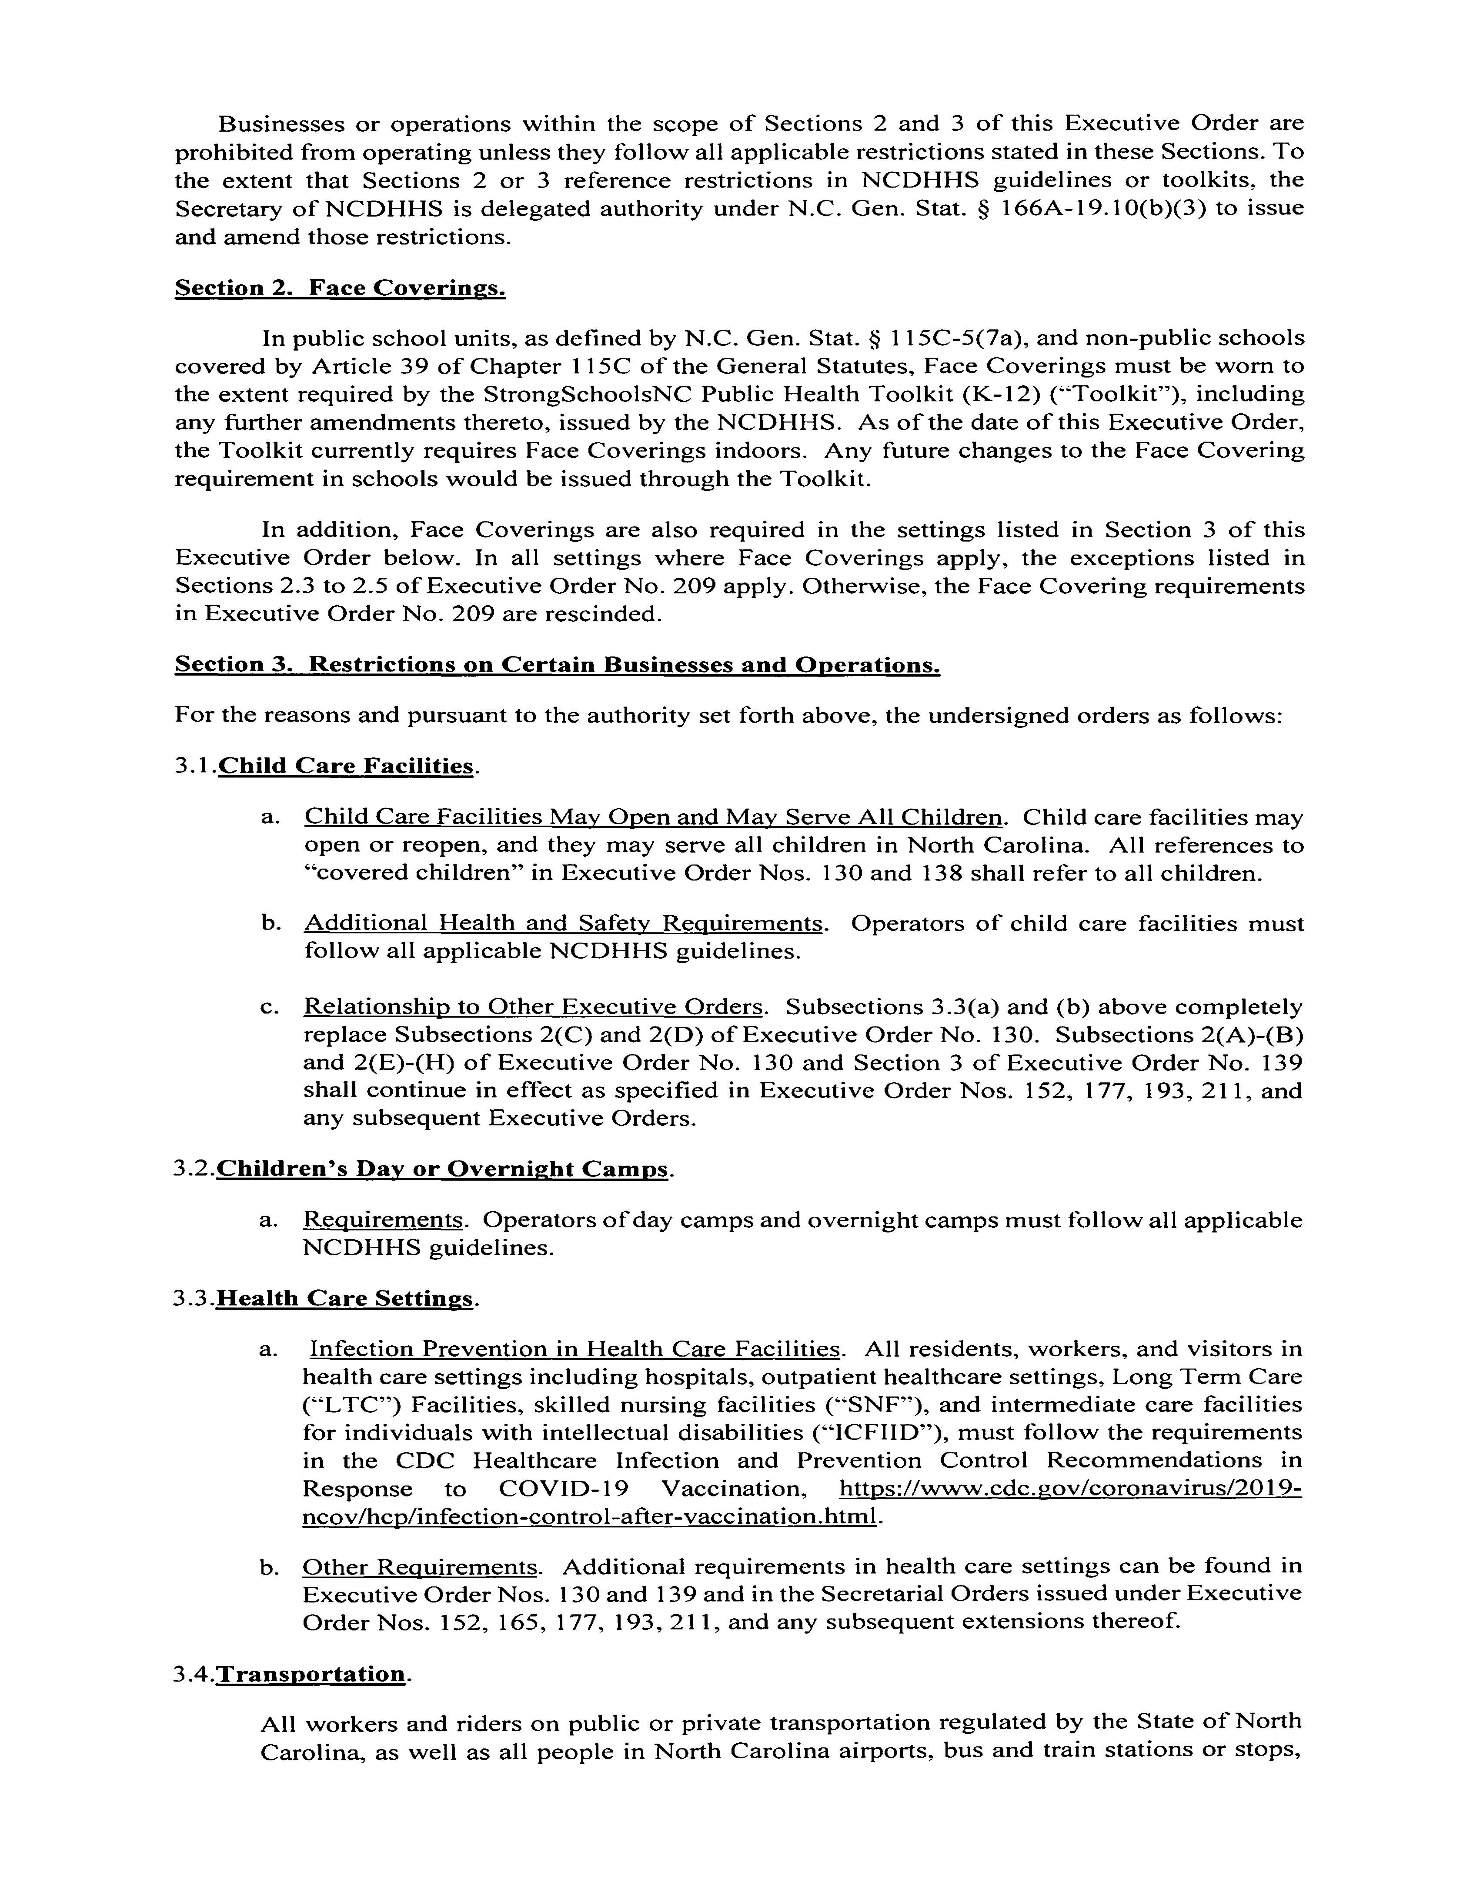 Businesses or operations within the scope of Sections 2 and 3 of this Executive Order are
prohibited from operating unless they follow all applicable restrictions stated in these Sections. To
the extent that Sections 2 or 3 reference restrictions in NCDHHS guidelines or toolkits, the
Secretary of NCDHHS is delegated authority under N.C. Gen. Stat. § 166A-19.10(b)(3) to issue
and amend those restrictions.
Section 2. Face Coverings.
In public school units, as defined by N.C. Gen. Stat. § 115C-5(7a), and non-public schools
covered by Article 39 of Chapter 115C of the General Statutes, Face Coverings must be worn to
the extent required by the StrongSchoolsNC Public Health Toolkit (K-12) (“Toolkit”), including
any further amendments thereto, issued by the NCDHHS. As of the date of this Executive Order,
the Toolkit currently requires Face Coverings indoors. Any future changes to the Face Covering
requirement in schools would be issued through the Toolkit.
In addition, Face Coverings are also required in the settings listed in Section 3 of this
Executive Order below. In all settings where Face Coverings apply, the exceptions listed in
Sections 2.3 to 2.5 of Executive Order No. 209 apply. Otherwise, the Face Covering requirements
in Executive Order No. 209 are rescinded.
Section 3. Restrictions on Certain Businesses and Operations.
For the reasons and pursuant to the authority set forth above, the undersigned orders as follows:
3.1.Child Care Facilities.
a. Child Care Facilities May Open and May Serve All Children. Child care facilities may
open or reopen, and they may serve all children in North Carolina. All references to
“covered children” in Executive Order Nos. 130 and 138 shall refer to all children.
b. Additional Health and Safety Requirements. Operators of child care facilities must
follow all applicable NCDHHS guidelines.
c. Relationship to Other Executive Orders. Subsections 3.3(a) and (b) above completely
replace Subsections 2(C) and 2(D) of Executive Order No. 130. Subsections 2(A)-(B)
and 2(E)-(H) of Executive Order No. 130 and Section 3 of Executive Order No. 139
shall continue in effect as specified in Executive Order Nos. 152, 177, 193, 211, and
any subsequent Executive Orders.
3.2.Children’s Day or Overnight Camps.
a. Requirements. Operators of day camps and overnight camps must follow all applicable
NCDHHS guidelines.
3.3.Health Care Settings.
a. Infection Prevention in Health Care Facilities. All residents, workers, and visitors in
health care settings including hospitals, outpatient healthcare settings, Long Term Care
(“LTC”) Facilities, skilled nursing facilities (“SNF”), and intermediate care facilities
for individuals with intellectual disabilities (“ICFIID”), must follow the requirements
in the CDC Healthcare Infection and Prevention Control Recommendations in
Response to COVID-19 Vaccination, https://www.cdc.gov/coronavirus/2019-
ncov/hcp/infection-control-after-vaccination.html.
b. Other Requirements. Additional requirements in health care settings can be found in
Executive Order Nos. 130 and 139 and in the Secretarial Orders issued under Executive
Order Nos. 152, 165, 177, 193, 211, and any subsequent extensions thereof.
3.4.Transportation.
All workers and riders on public or private transportation regulated by the State of North
Carolina, as well as all people in North Carolina airports, bus and train stations or stops,